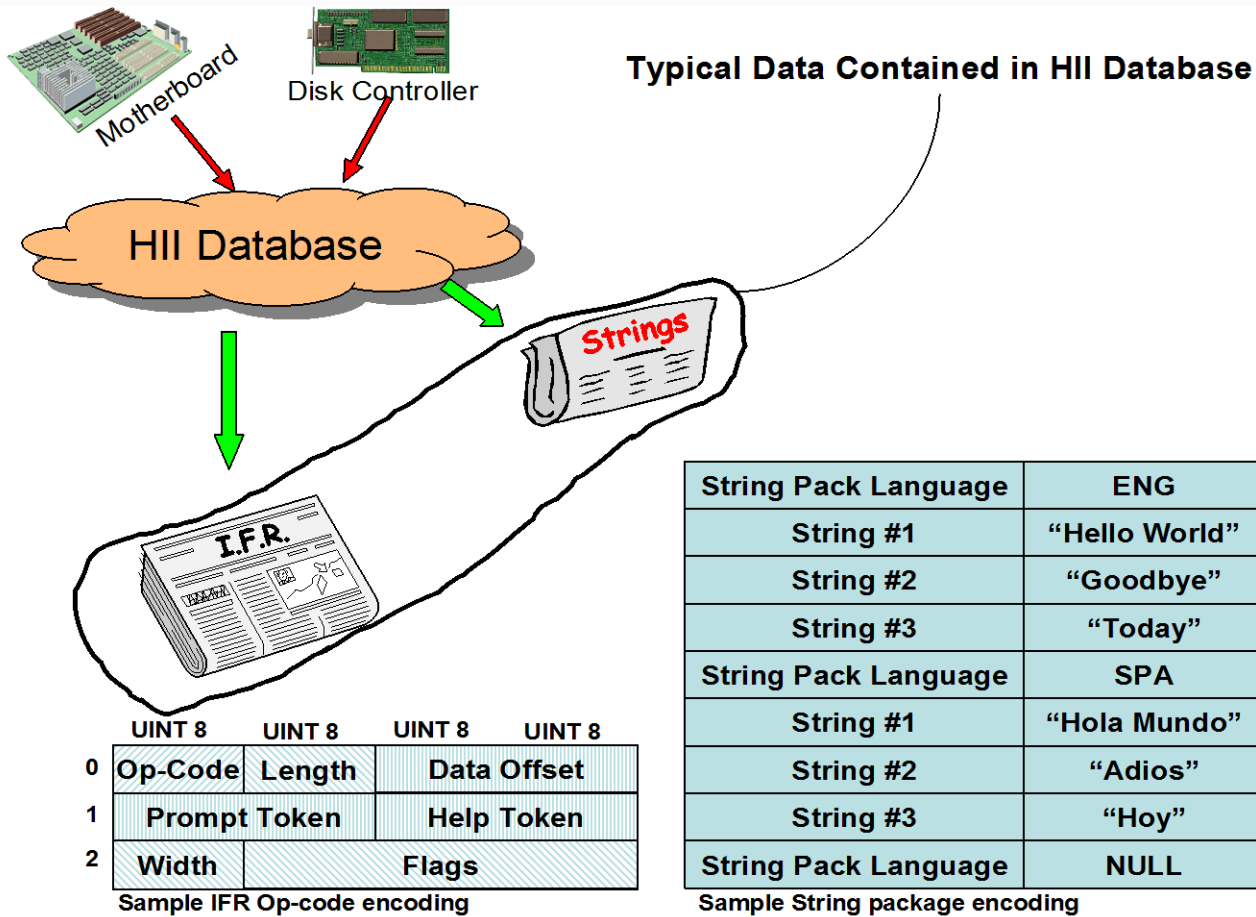 Motherboard
Disk Controller
Typical Data Contained in HII Database
HII Database
Strings
I.F.R.
String Pack Language ENG
String #1 “Hello World”
String #2 “Goodbye”
String #3 “Today”
String Pack Language SPA
String #1 “Hola Mundo”
String #2 “Adios”
String #3 “Hoy”
String Pack Language NULL
Sample String package encoding
UINT 8 UINT 8 UINT 8 UINT 8
0 Op-Code Length Data Offset
1 Prompt Token Help Token
2 Width Flags
Sample IFR Op-code encoding